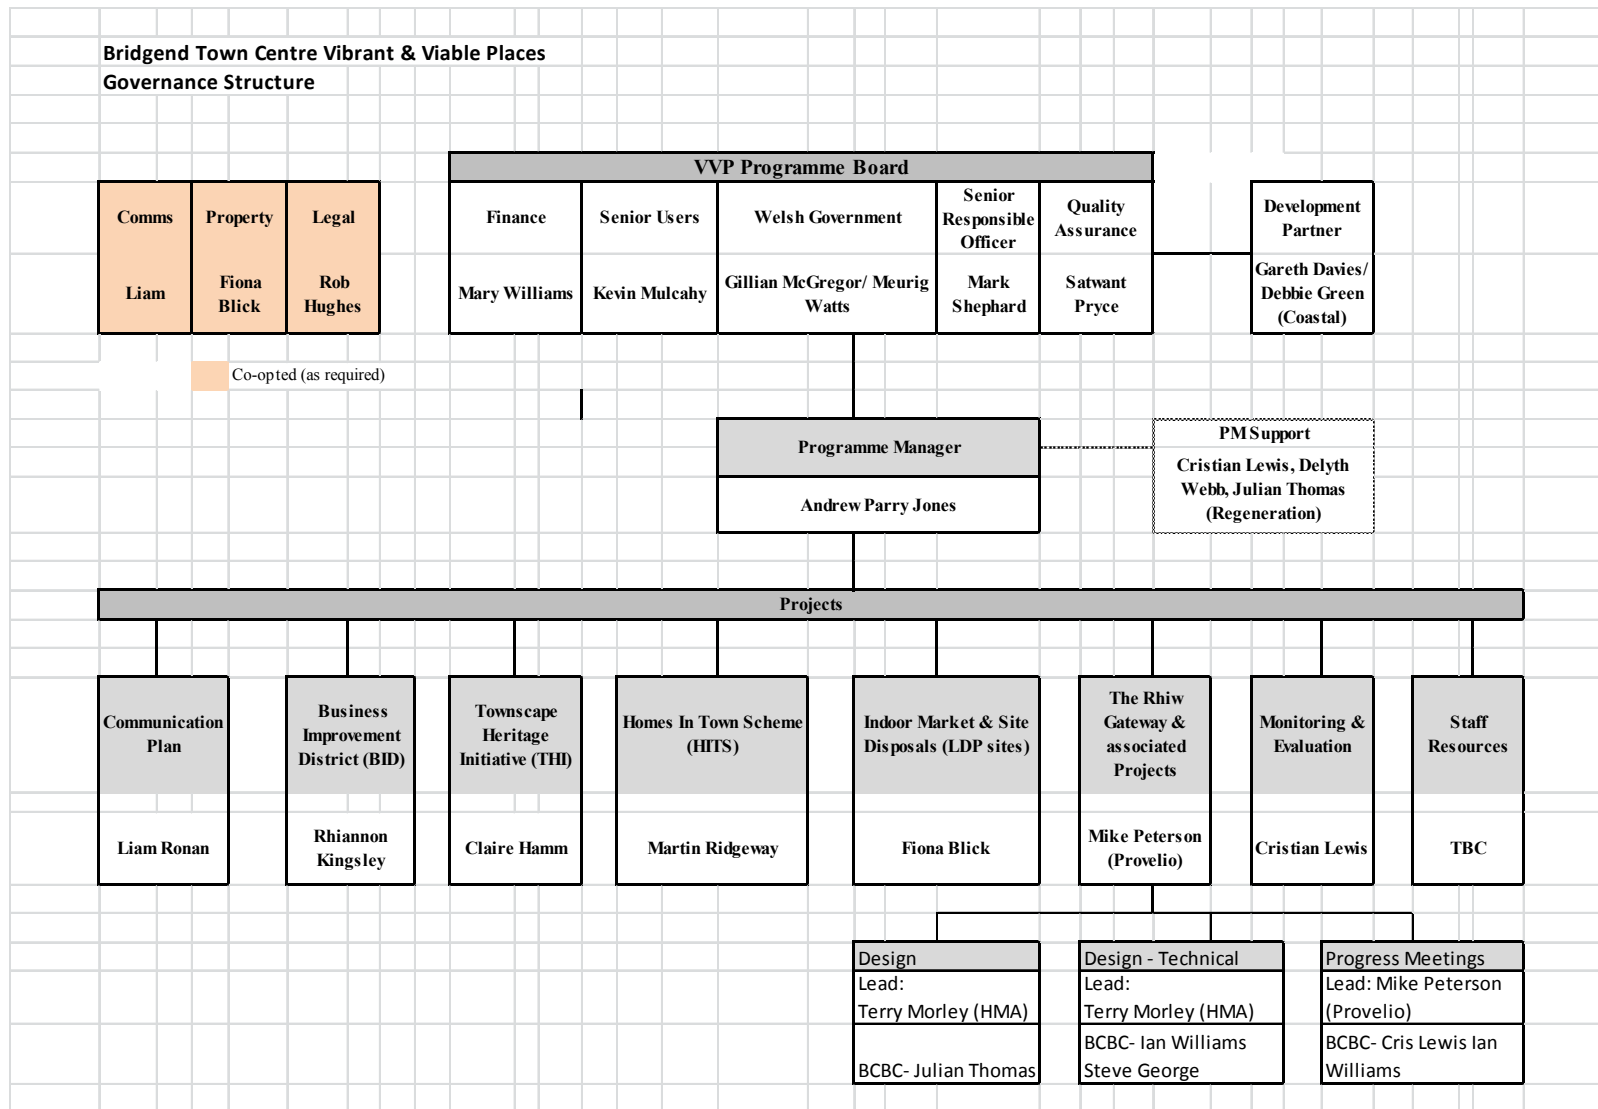 Bridgend Town Centre Vibrant & Viable Places
Governance Structure
VVP Programme Board
Comms
Property
Legal
Liam
Fiona
Blick
Rob
Hughes
Finance
Senior Users
Welsh Government
Senior
Responsible
Officer
Quality
Assurance
Mary Williams
Kevin Mulcahy
Gillian McGregor/ Meurig
Watts
Mark
Shephard
Satwant
Pryce
Development
Partner
Gareth Davies/
Debbie Green
(Coastal)
Co-opted (as required)
Programme Manager
Andrew Parry Jones
PM Support
Cristian Lewis, Delyth
Webb, Julian Thomas
(Regeneration)
Projects
Communication
Plan
Liam Ronan
Business
Improvement
District (BID)
Rhiannon
Kingsley
Townscape
Heritage
Initiative (THI)
Claire Hamm
Homes In Town Scheme
(HITS)
Martin Ridgeway
Indoor Market & Site
Disposals (LDP sites)
Fiona Blick
The Rhiw
Gateway &
associated
Projects
Mike Peterson
(Provelio)
Monitoring &
Evaluation
Cristian Lewis
Staff
Resources
TBC
Design
Lead:
Terry Morley (HMA)
BCBC- Julian Thomas
Design - Technical
Lead:
Terry Morley (HMA)
BCBC- Ian Williams
Steve George
Progress Meetings
Lead: Mike Peterson
(Provelio)
BCBC- Cris Lewis Ian
Williams